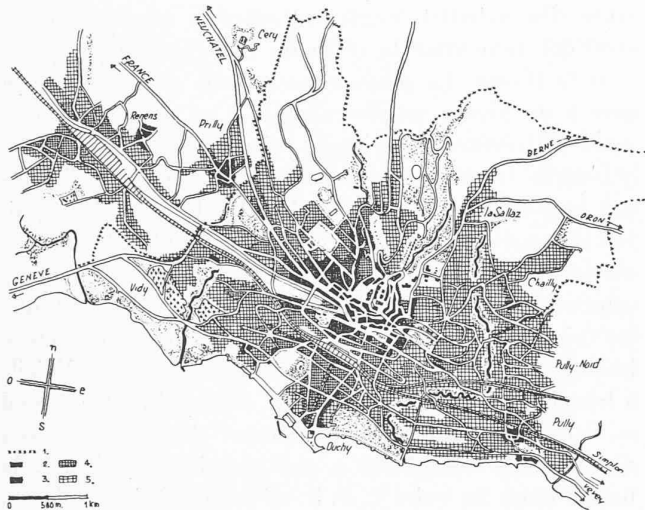 NEUCHATEL
Cery
FRANCE
Renens
Prilly
BERNE
la Sallaz
ORON
GENEVE
Vidy
Chailly
Pully-Nord
Pully
Ouchy
Simplon
Vevey
n
o e
s
1.
2. 4.
3. 5.
0 540 m. 1 km